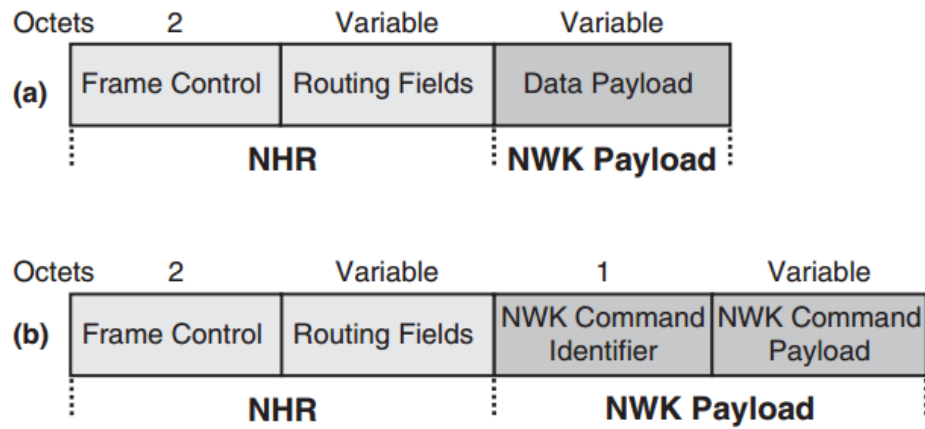 Octets 2 Variable Variable
(a) Frame Control Routing Fields Data Payload
NHR NWK Payload
Octets 2 Variable 1 Variable
(b) Frame Control Routing Fields NWK Command Identifier NWK Command Payload
NHR NWK Payload